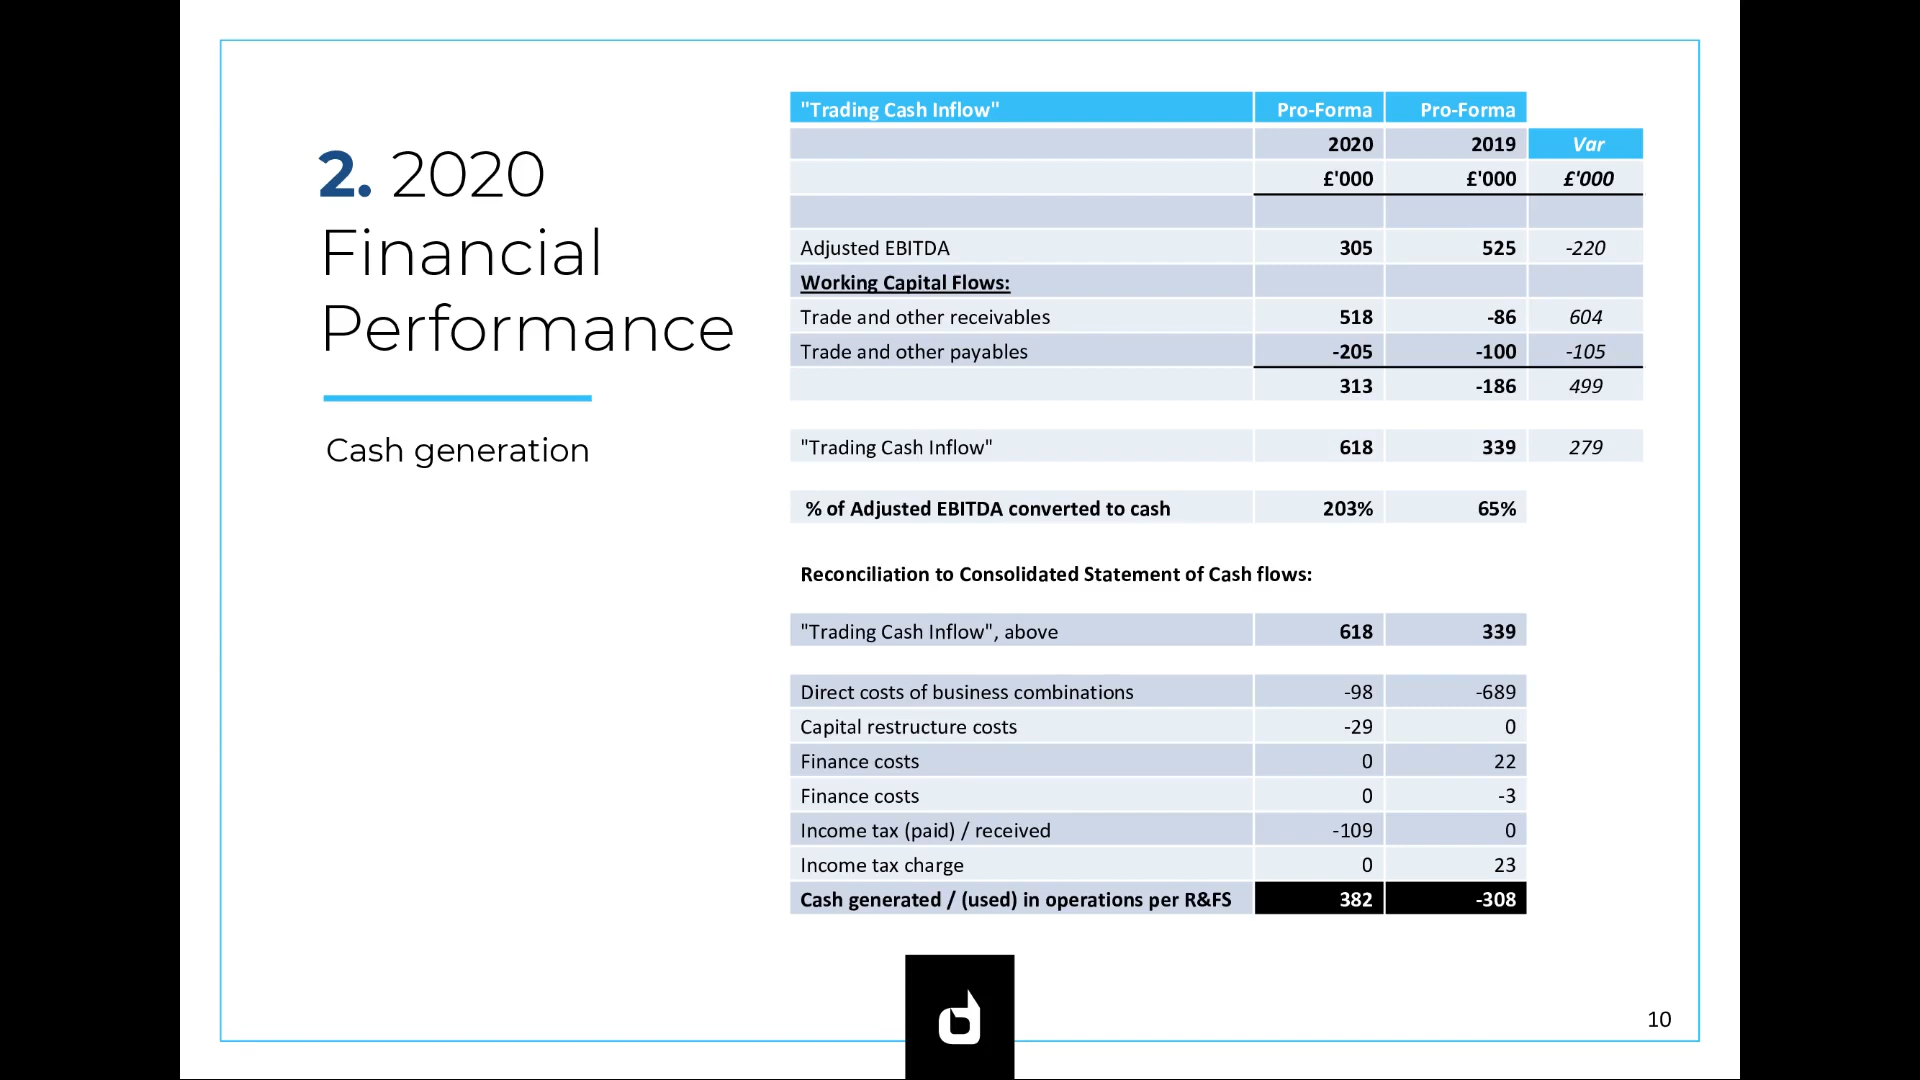 2. 2020
Financial
Performance
Cash generation
"Trading Cash Inflow" Pro-Forma Pro-Forma
2020 2019 Var
£'000 £'000 £'000
Adjusted EBITDA 305 525 -220
Working Capital Flows:
Trade and other receivables 518 -86 604
Trade and other payables -205 -100 -105
313 -186 499
"Trading Cash Inflow" 618 339 279
% of Adjusted EBITDA converted to cash 203% 65%
Reconciliation to Consolidated Statement of Cash flows:
"Trading Cash Inflow", above 618 339
Direct costs of business combinations -98 -689
Capital restructure costs -29 0
Finance costs 0 22
Finance costs 0 -3
Income tax (paid) / received -109 0
Income tax charge 0 23
Cash generated / (used) in operations per R&FS 382 -308
10